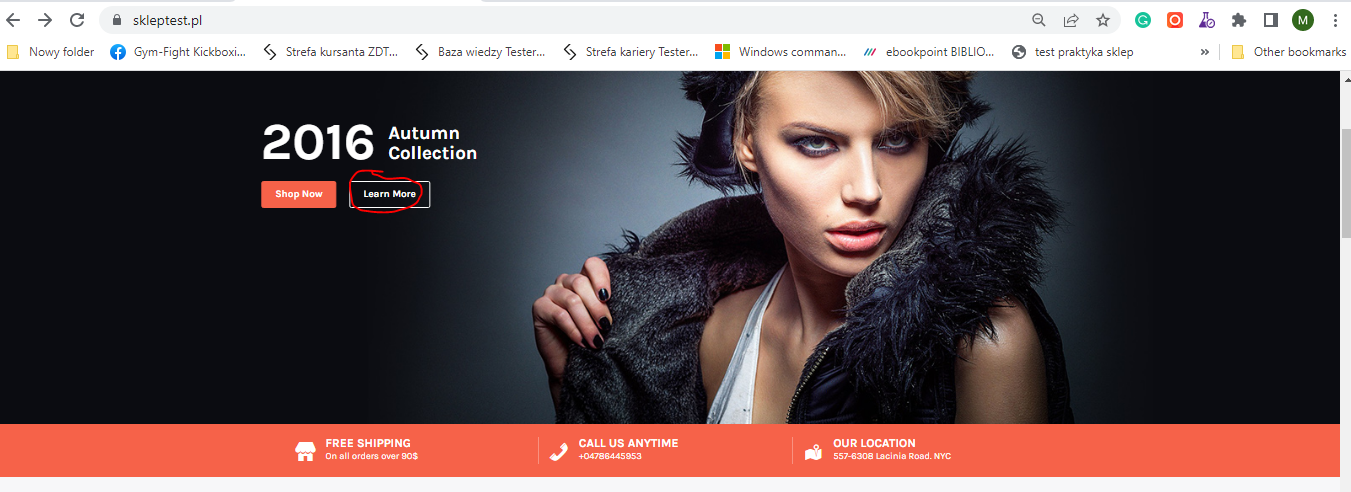 skleptest.pl
M
Nowy folder
Gym-Fight Kickboxi...
Strefa kursanta ZDT...
Baza wiedzy Tester...
Strefa kariery Tester...
Windows comman...
ebookpoint BIBLIO...
test praktyka sklep
»
Other bookmarks
2016 Autumn
Collection
Shop Now
Learn More
FREE SHIPPING
On all orders over 90$
CALL US ANYTIME
+04786445953
OUR LOCATION
557-6308 Lacinia Road. NYC